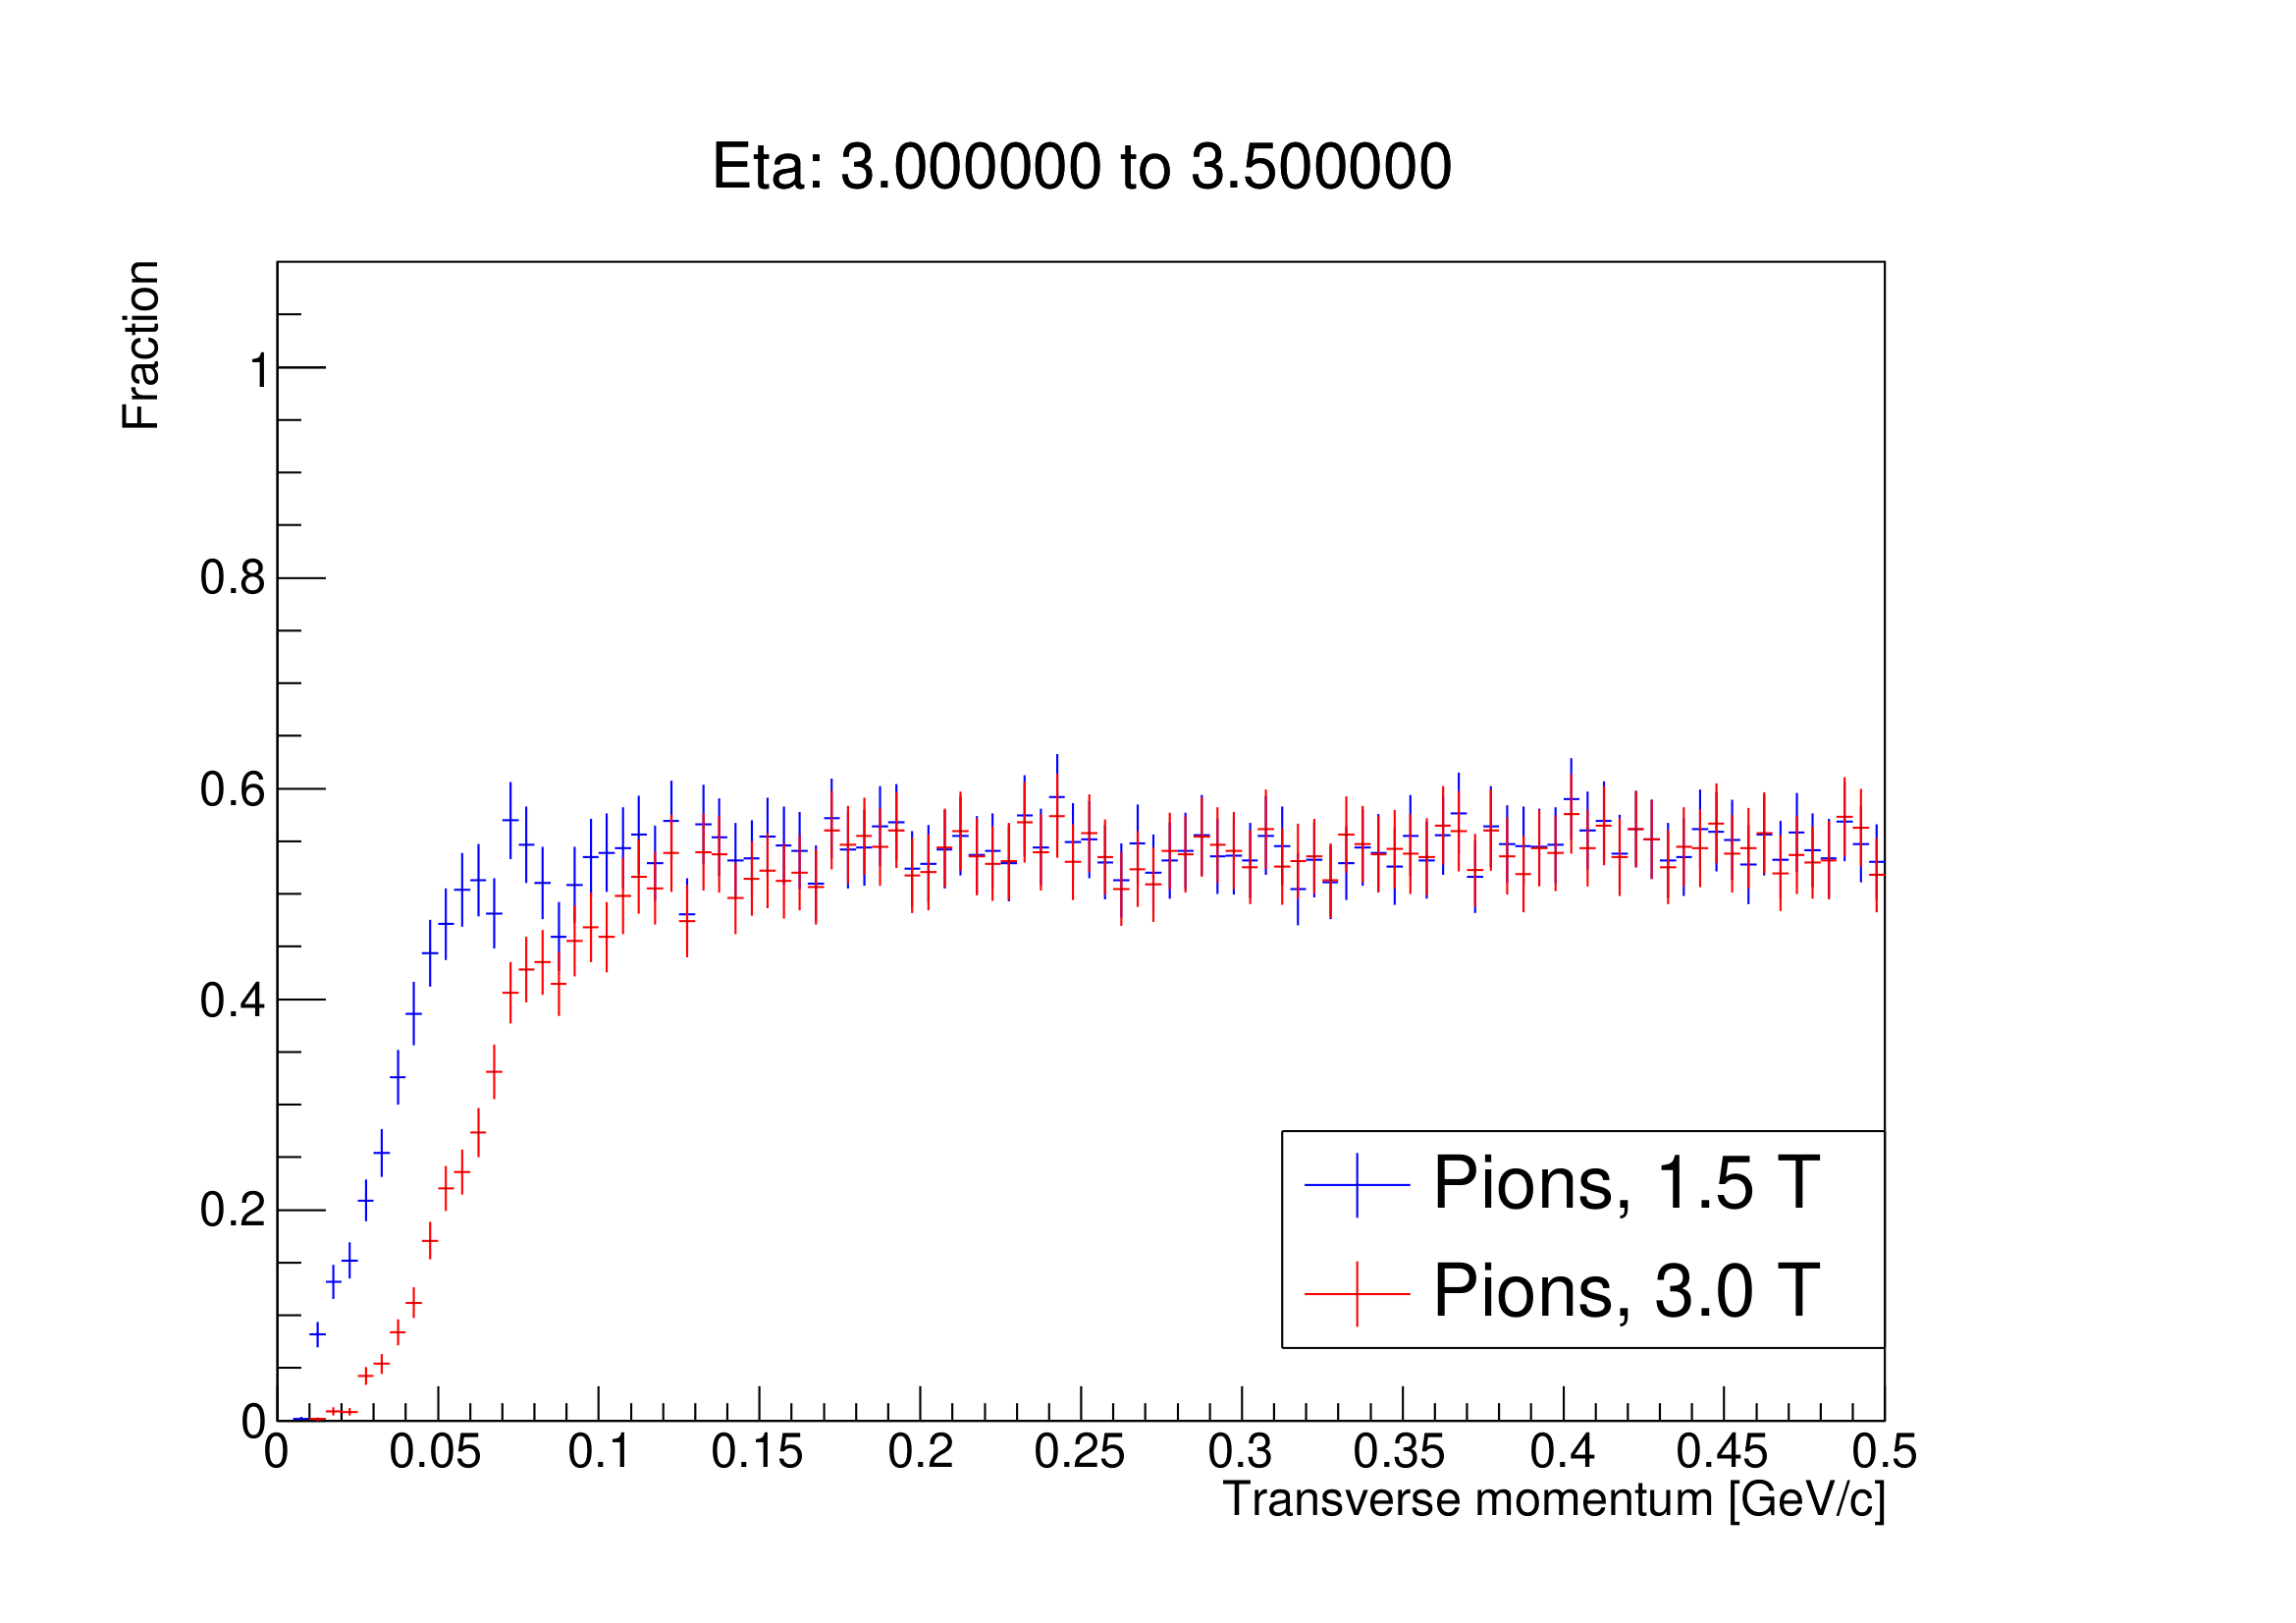 Eta: 3.000000 to 3.500000
Fraction
1
0.8
0.6
0.4
0.2
0
0 0.05 0.1 0.15 0.2 0.25 0.3 0.35 0.4 0.45 0.5
Transverse momentum [GeV/c]
Pions, 1.5 T
Pions, 3.0 T